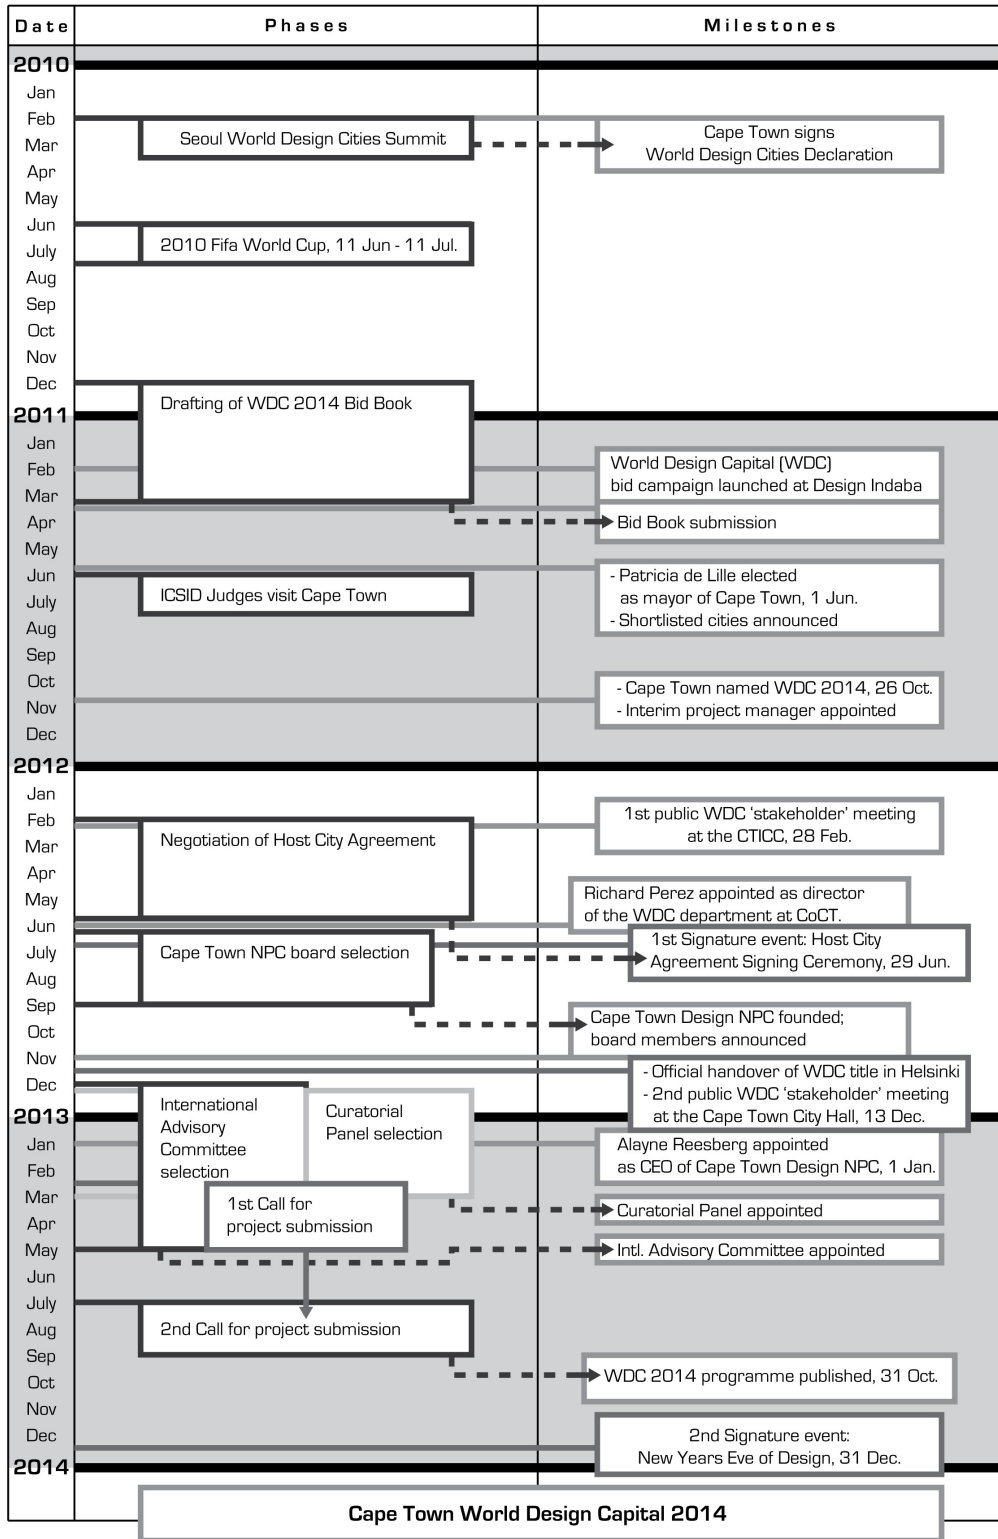 Date Phases Milestones
2010
Jan
Feb
Mar
Apr
May
Jun
July
Aug
Sep
Oct
Nov
Dec
Seoul World Design Cities Summit
Cape Town signs
World Design Cities Declaration
2010 Fifa World Cup, 11 Jun - 11 Jul.
Drafting of WDC 2014 Bid Book
2011
Jan
Feb
Mar
Apr
May
Jun
July
Aug
Sep
Oct
Nov
Dec
World Design Capital (WDC)
bid campaign launched at Design Indaba
Bid Book submission
ICSID Judges visit Cape Town
- Patricia de Lille elected
as mayor of Cape Town, 1 Jun.
- Shortlisted cities announced
- Cape Town named WDC 2014, 26 Oct.
- Interim project manager appointed
2012
Jan
Feb
Mar
Apr
May
Jun
July
Aug
Sep
Oct
Nov
Dec
Negotiation of Host City Agreement
1st public WDC ‘stakeholder’ meeting
at the CTICC, 28 Feb.
Richard Perez appointed as director
of the WDC department at CoCT.
Cape Town NPC board selection
1st Signature event: Host City
Agreement Signing Ceremony, 29 Jun.
Cape Town Design NPC founded;
board members announced
- Official handover of WDC title in Helsinki
- 2nd public WDC ‘stakeholder’ meeting
at the Cape Town City Hall, 13 Dec.
International
Advisory
Committee
selection
Curatorial
Panel selection
2013
Jan
Feb
Mar
Apr
May
Jun
July
Aug
Sep
Oct
Nov
Dec
Alayne Reesberg appointed
as CEO of Cape Town Design NPC, 1 Jan.
1st Call for
project submission
Curatorial Panel appointed
Intl. Advisory Committee appointed
2nd Call for project submission
WDC 2014 programme published, 31 Oct.
2nd Signature event:
New Years Eve of Design, 31 Dec.
2014
Cape Town World Design Capital 2014